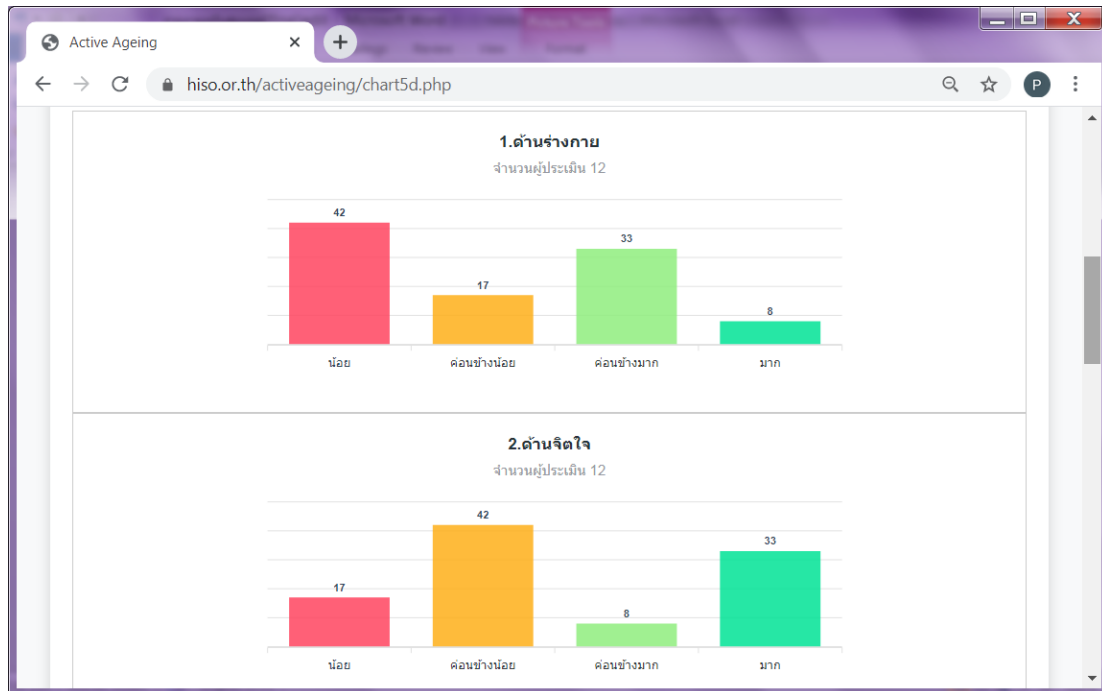 Active Ageing
hiso.or.th/activeageing/chart5d.php
P
1.ด้านร่างกาย
จำนวนผู้ประเมิน 12
42
17
33
8
น้อย ค่อนข้างน้อย ค่อนข้างมาก มาก
2.ด้านจิตใจ
จำนวนผู้ประเมิน 12
17
42
8
33
น้อย ค่อนข้างน้อย ค่อนข้างมาก มาก